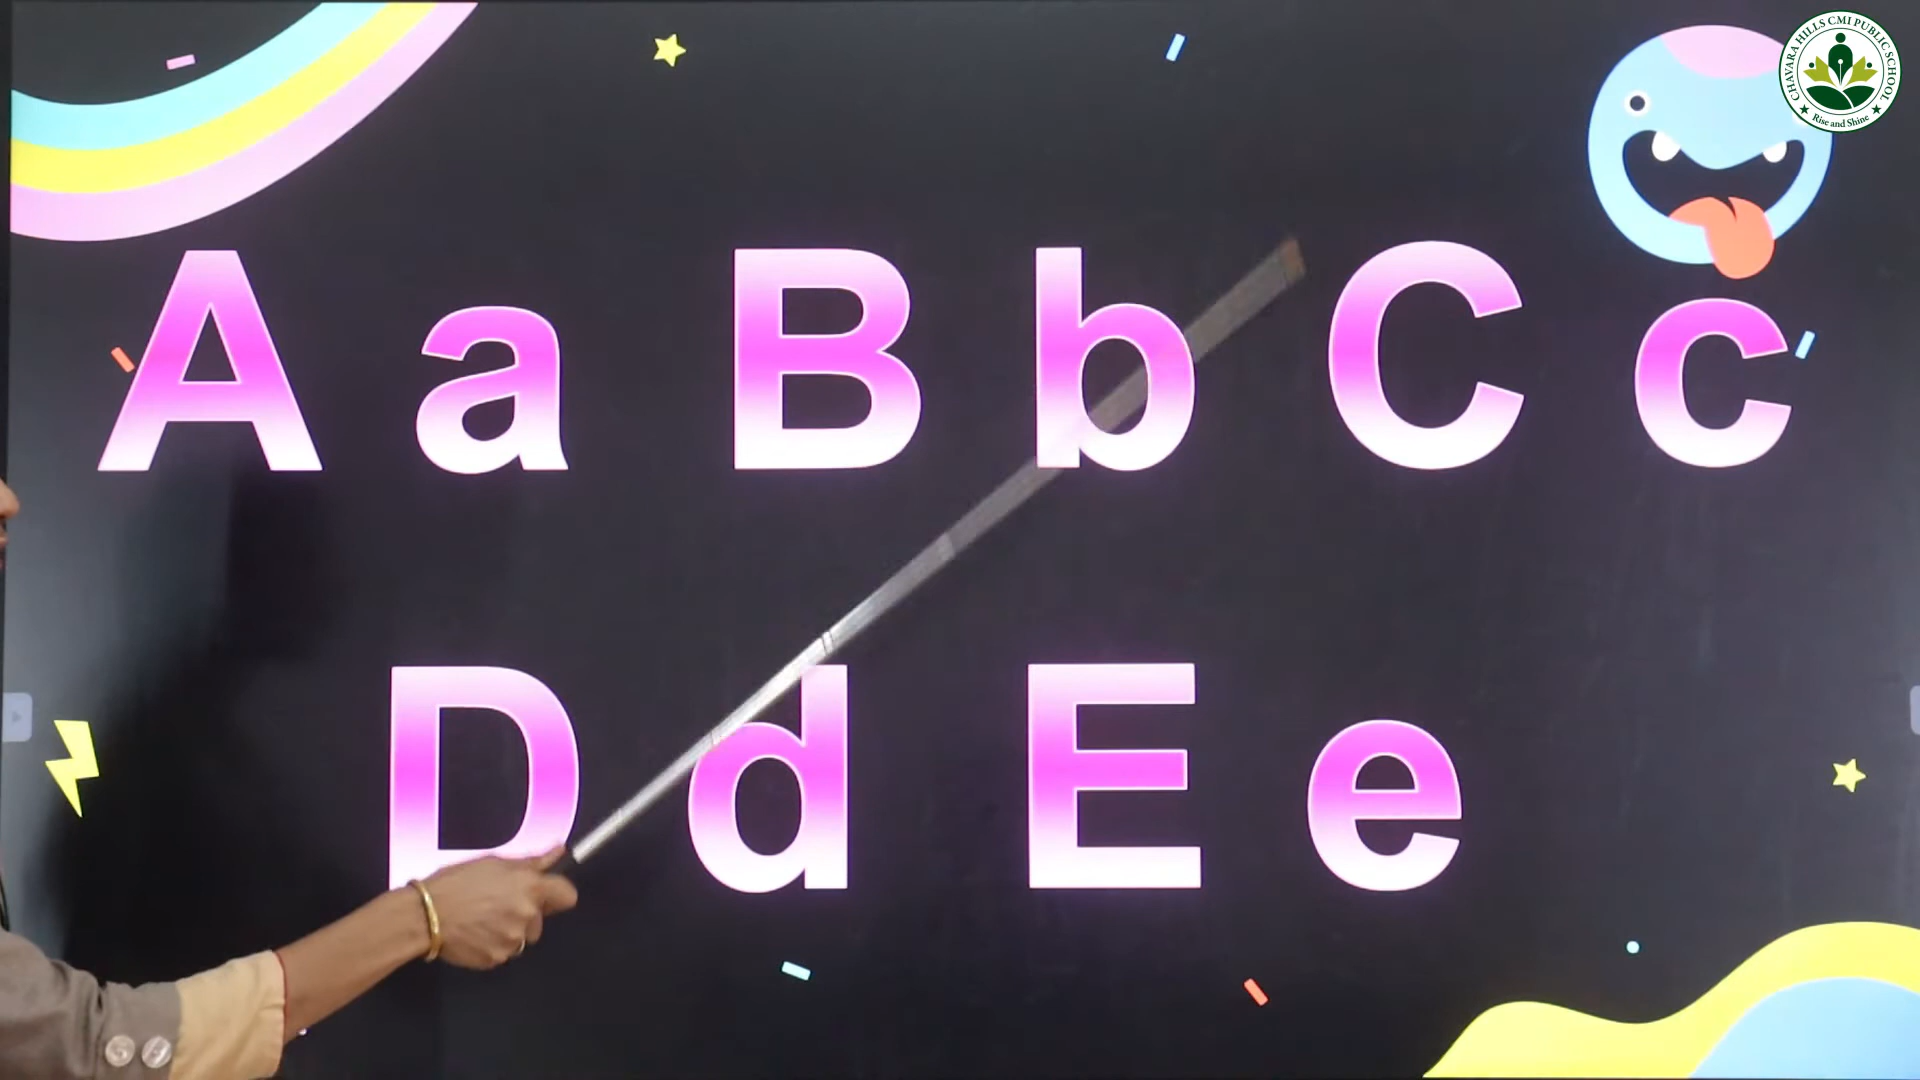 CHAVARA HILLS CMI PUBLIC SCHOOL
Rise and Shine
A a B b C c
D d E e